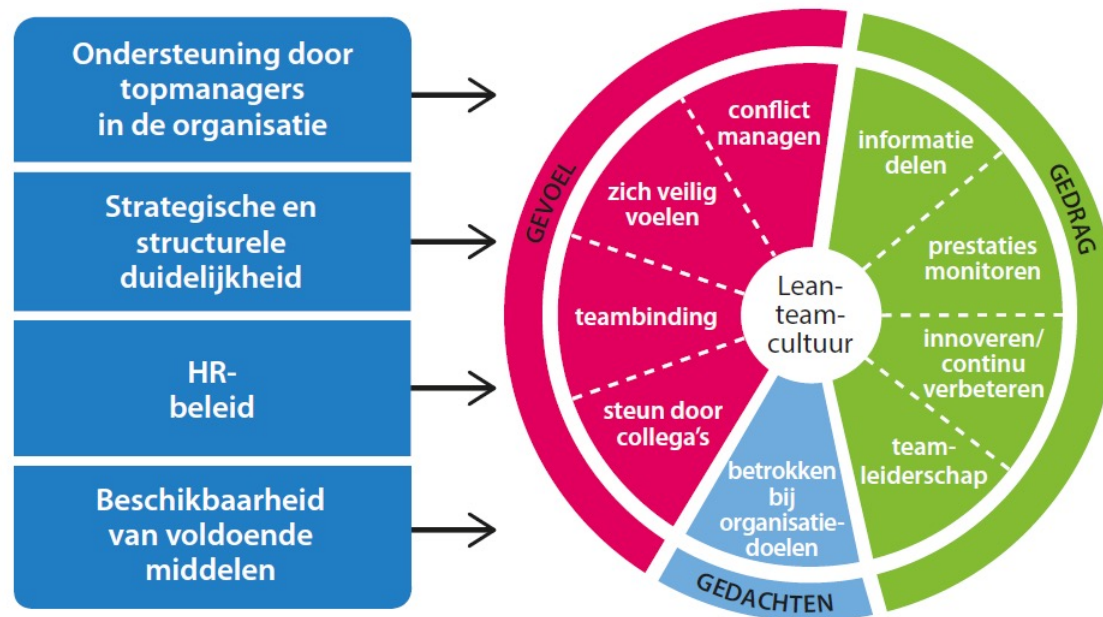 Ondersteuning door
topmanagers
in de organisatie
Strategische en
structurele
duidelijkheid
HR-
beleid
Beschikbaarheid
van voldoende
middelen
GEVOEL
conflict
managen
zich veilig
voelen
teambinding
steun door
collega's
GEDRAG
informatie
delen
prestaties
monitoren
innoveren/
continu
verbeteren
team-
leiderschap
betrokken
bij
organisatie-
doelen
GEDACHTEN
Lean-
team-
cultuur